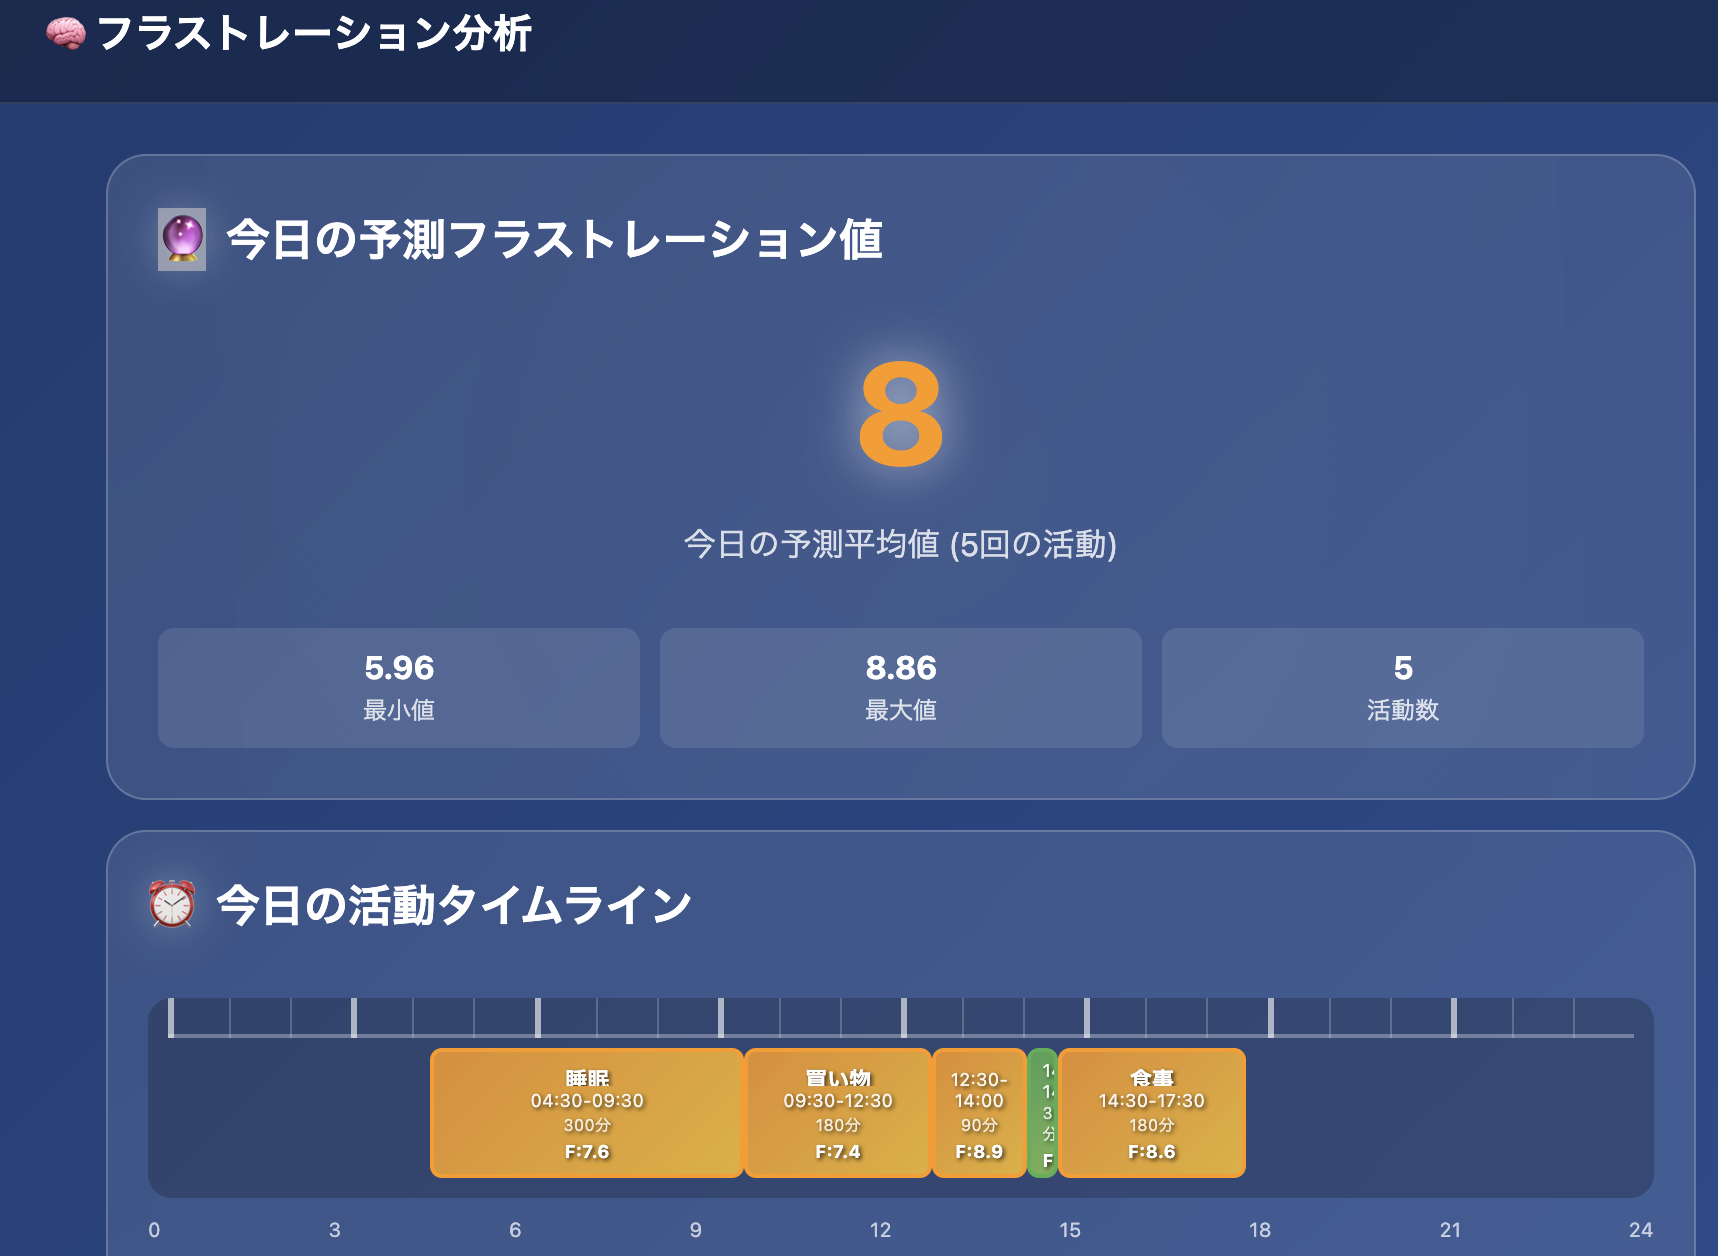 フラストレーション分析
今日の予測フラストレーション値
8
今日の予測平均値 (5回の活動)
5.96
最小値
8.86
最大値
5
活動数
今日の活動タイムライン
睡眠
04:30-09:30
300分
F:7.6
買い物
09:30-12:30
180分
F:7.4
12:30-
14:00
90分
F:8.9
食事
14:30-17:30
180分
F:8.6
0 3 6 9 12 15 18 21 24